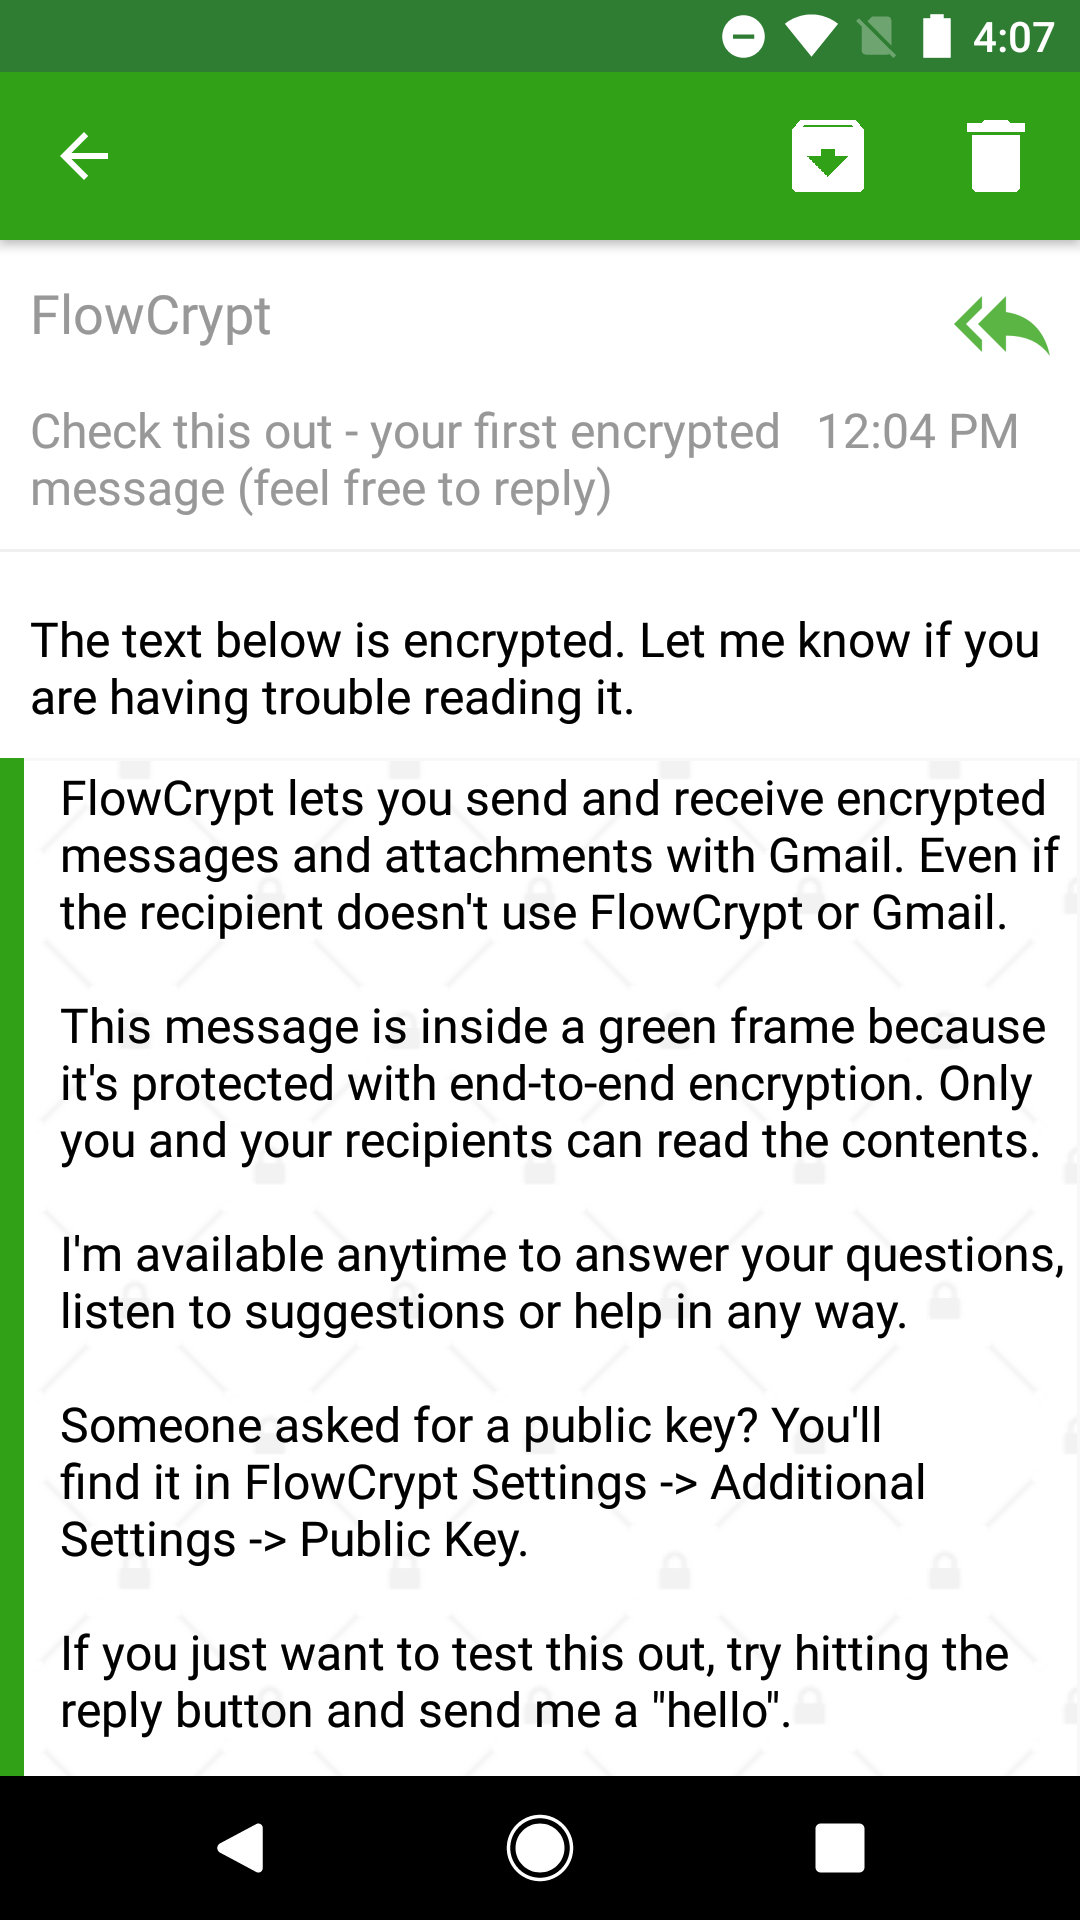 4:07
FlowCrypt
Check this out - your first encrypted 12:04 PM
message (feel free to reply)
The text below is encrypted. Let me know if you
are having trouble reading it.
FlowCrypt lets you send and receive encrypted
messages and attachments with Gmail. Even if
the recipient doesn't use FlowCrypt or Gmail.
This message is inside a green frame because
it's protected with end-to-end encryption. Only
you and your recipients can read the contents.
I'm available anytime to answer your questions,
listen to suggestions or help in any way.
Someone asked for a public key? You'll
find it in FlowCrypt Settings -> Additional
Settings -> Public Key.
If you just want to test this out, try hitting the
reply button and send me a "hello".